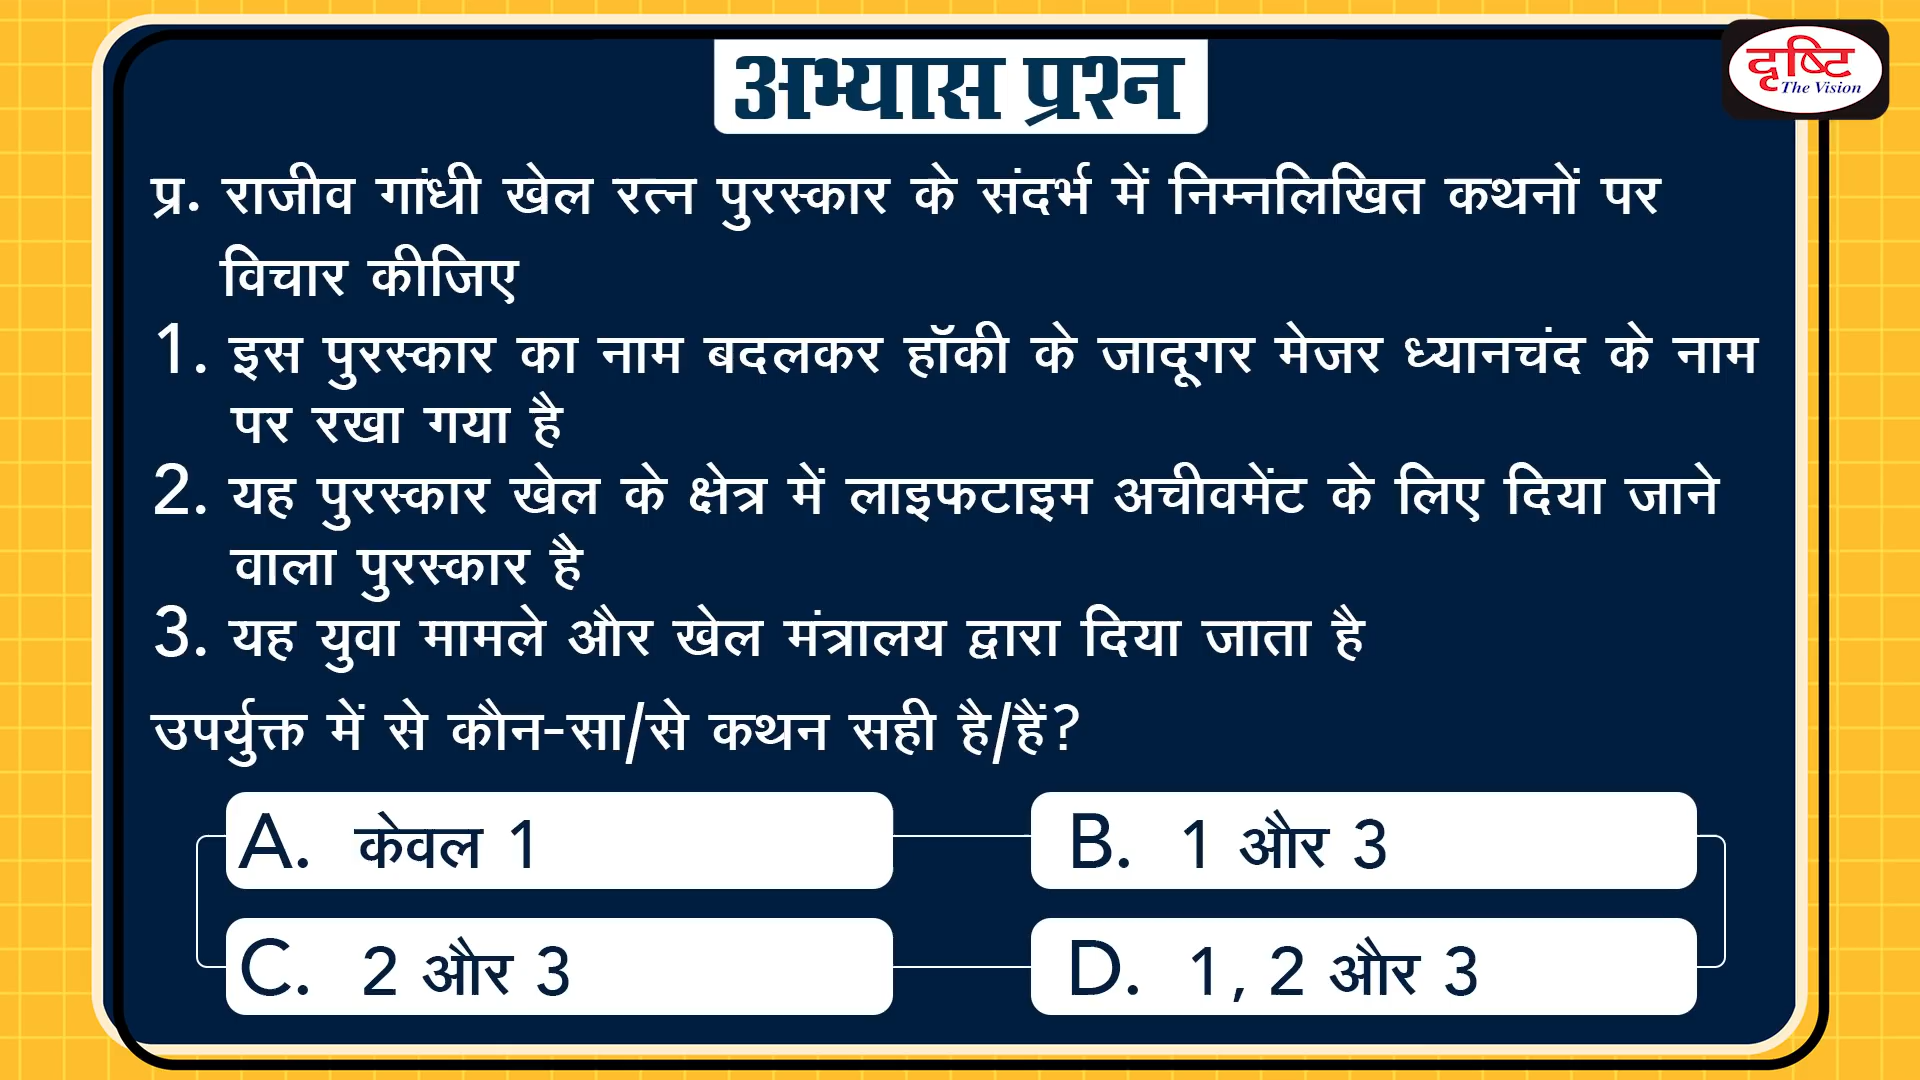 अभ्यास प्रश्न
दृष्टि
The Vision
प्र. राजीव गांधी खेल रत्न पुरस्कार के संदर्भ में निम्नलिखित कथनों पर
विचार कीजिए
1. इस पुरस्कार का नाम बदलकर हॉकी के जादूगर मेजर ध्यानचंद के नाम
पर रखा गया है
2. यह पुरस्कार खेल के क्षेत्र में लाइफटाइम अचीवमेंट के लिए दिया जाने
वाला पुरस्कार है
3. यह युवा मामले और खेल मंत्रालय द्वारा दिया जाता है
उपर्युक्त में से कौन-सा/से कथन सही है/हैं?
A. केवल 1
B. 1 और 3
C. 2 और 3
D. 1, 2 और 3